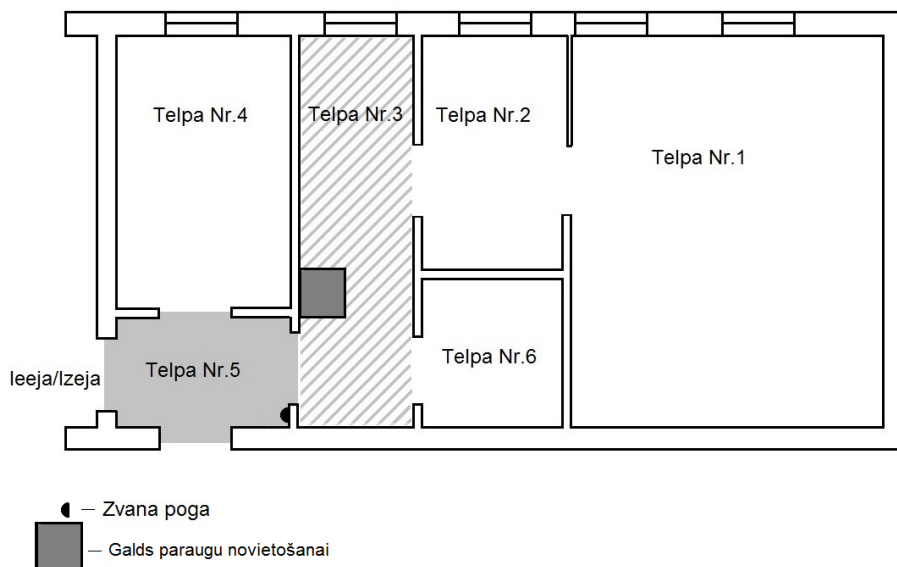 Telpa Nr.4
Telpa Nr.3
Telpa Nr.2
Telpa Nr.1
Telpa Nr.5
Telpa Nr.6
Ieeja/Izeja
– Zvana poga
– Galds paraugu novietošanai